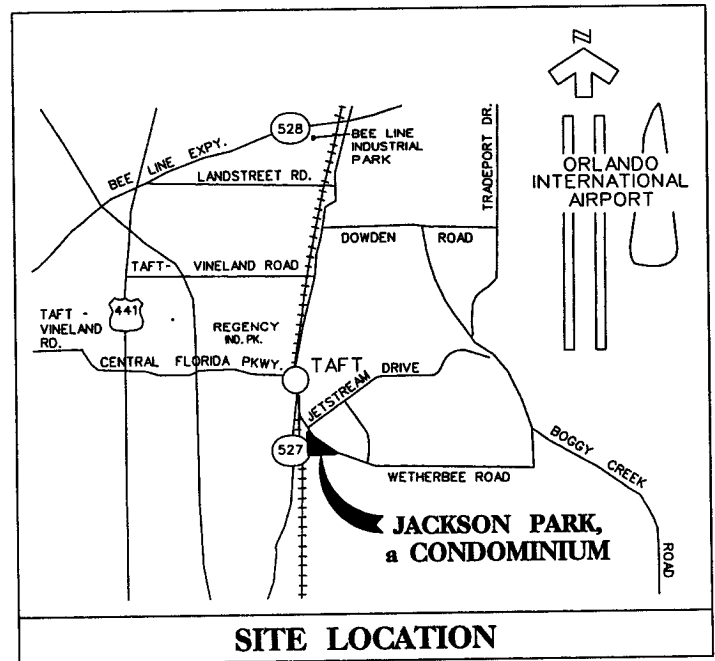 N
528
BEE LINE
INDUSTRIAL
PARK
BEE LINE EXPY.
LANDSTREET RD.
TRADEPORT DR.
ORLANDO
INTERNATIONAL
AIRPORT
DOWDEN ROAD
TAFT- VINELAND ROAD
TAFT -
VINELAND
RD.
441
REGENCY
IND. PK.
CENTRAL FLORIDA PKWY.
TAFT
JETSTREAM DRIVE
527
WETHERBEE ROAD
BOGGY CREEK
ROAD
JACKSON PARK,
a CONDOMINIUM
SITE LOCATION